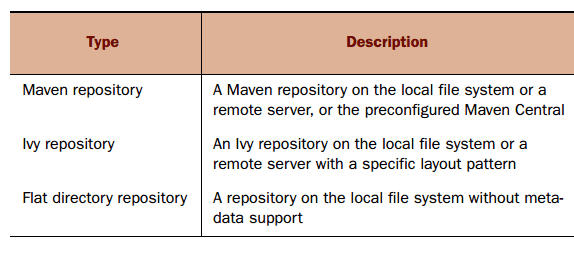 Type Description
Maven repository A Maven repository on the local file system or a
remote server, or the preconfigured Maven Central
Ivy repository An Ivy repository on the local file system or a
remote server with a specific layout pattern
Flat directory repository A repository on the local file system without meta-
data support